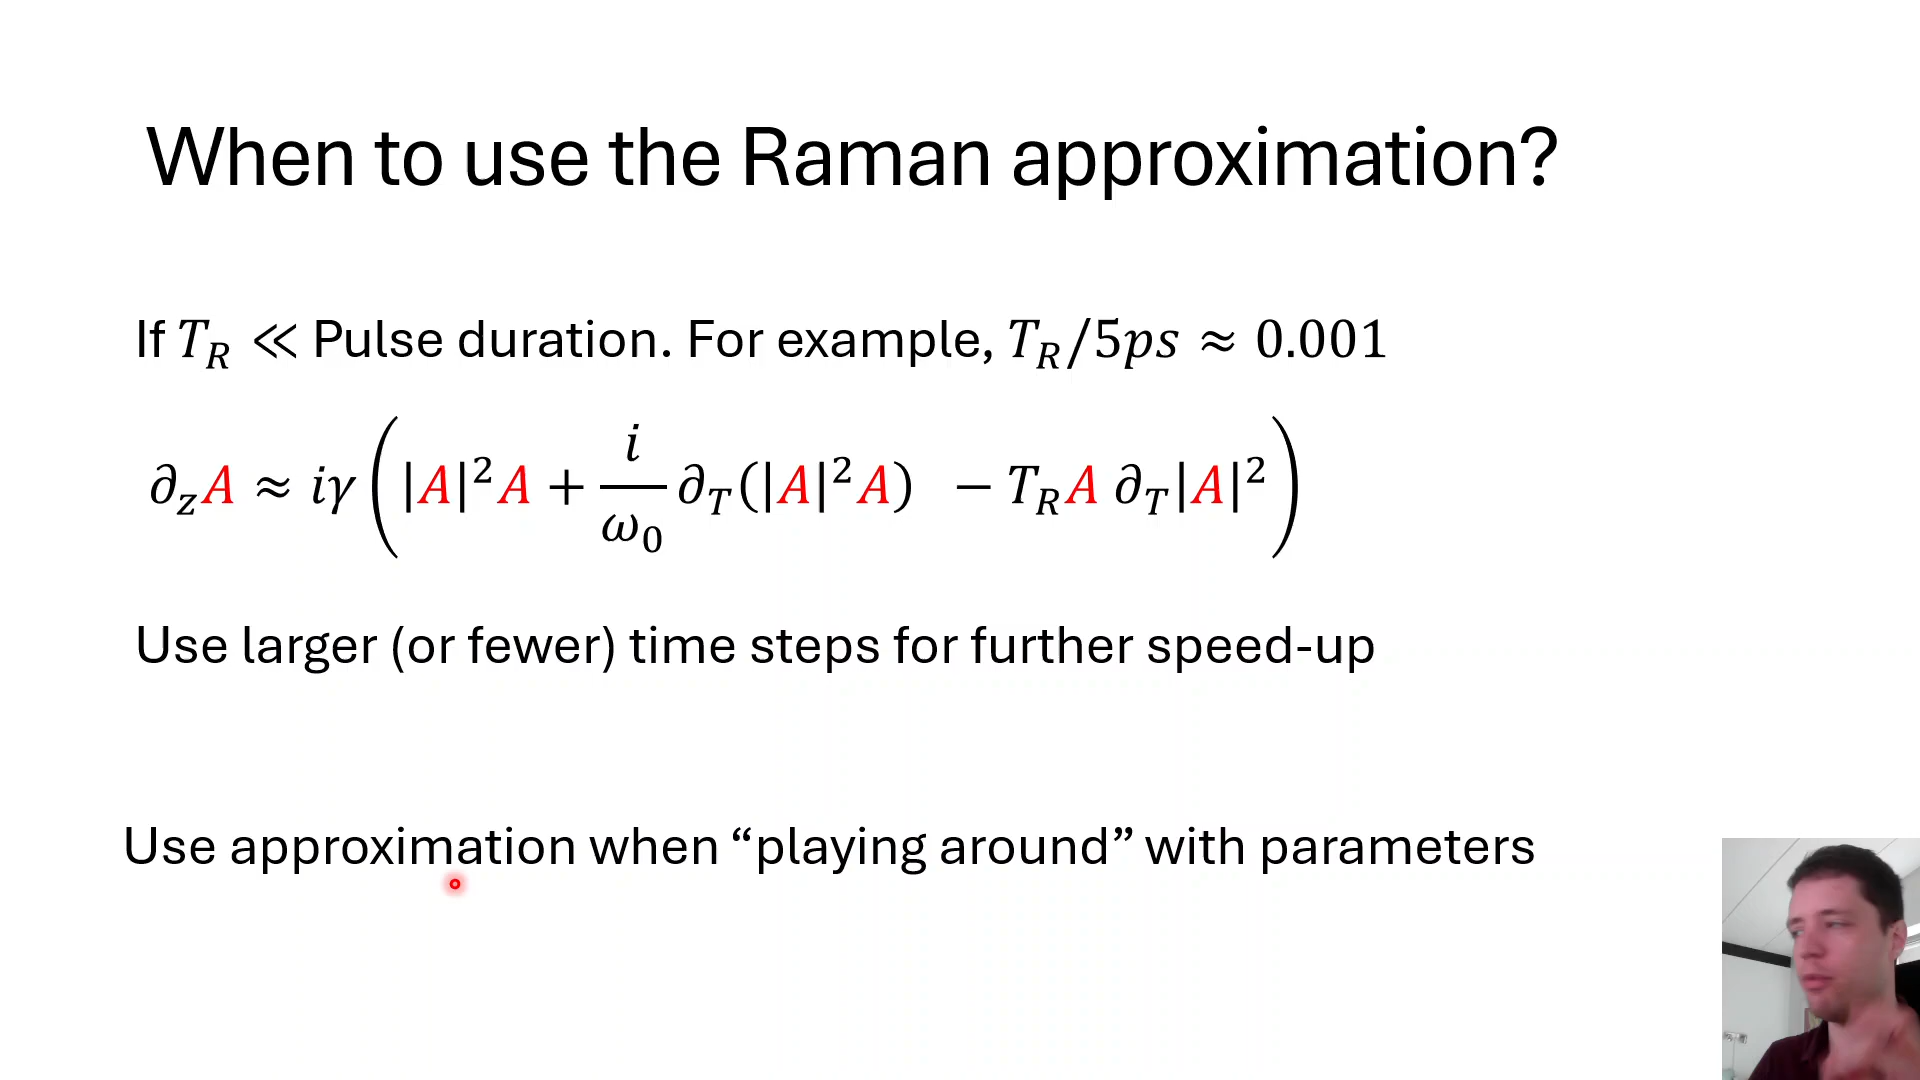 When to use the Raman approximation?
If T_R ≪ Pulse duration. For example, T_R/5ps ≈ 0.001
∂_z A ≈ iγ(|A|²A + i/ω₀ ∂_T(|A|²A) − T_R A ∂_T|A|²)
Use larger (or fewer) time steps for further speed-up
Use approximation when “playing around” with parameters